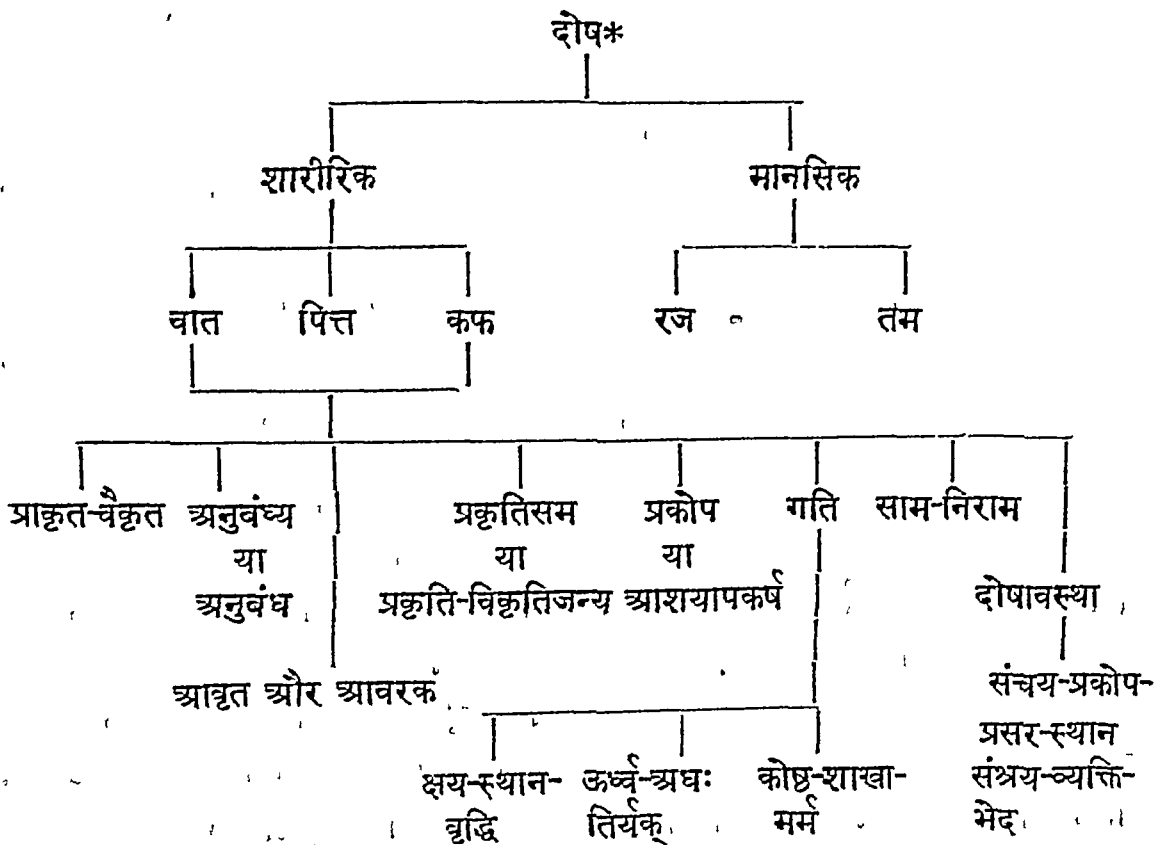 दोष*
शारीरिक मानसिक
वात पित्त कफ रज तम
प्राकृत-वैकृत अनुबंध्य प्रकृतिसम प्रकोप गति साम-निराम
या या या
अनुबंध प्रकृति-विकृतिजन्य आशयापकर्ष दोषावस्था
आवृत और आवरक संचय-प्रकोप-
प्रसर-स्थान
क्षय-स्थान- ऊर्ध्व-अधः कोष्ठ-शाखा- संश्रय-व्यक्ति-
वृद्धि तिर्यक् मर्म भेद